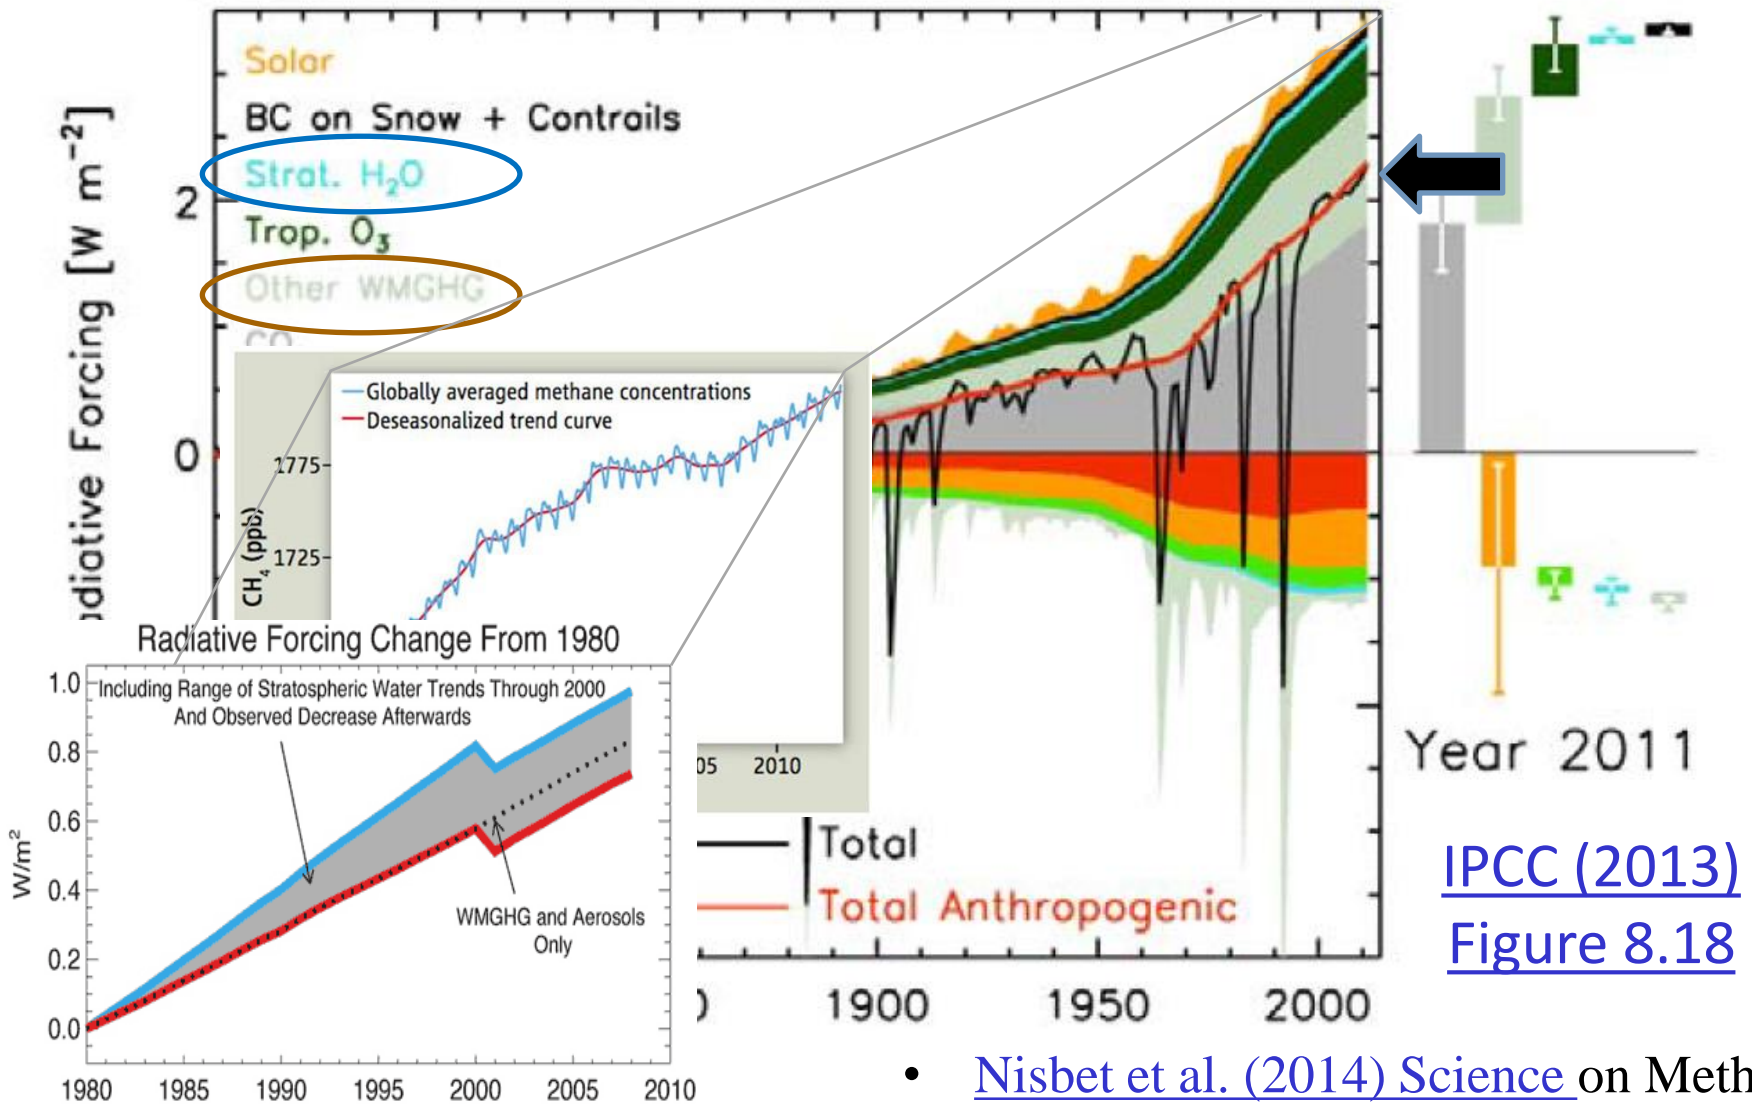 Solar
BC on Snow + Contrails
Strat. H₂O
Trop. O₃
Other WMGHG
CO
diative Forcing [W m⁻²]
2
0
Globally averaged methane concentrations
Deseasonalized trend curve
1775
1725
CH₄ (ppb)
05 2010
Radiative Forcing Change From 1980
Including Range of Stratospheric Water Trends Through 2000
And Observed Decrease Afterwards
WMGHG and Aerosols
Only
W/m²
1.0
0.8
0.6
0.4
0.2
0.0
1980 1985 1990 1995 2000 2005 2010
Total
Total Anthropogenic
1900 1950 2000
Year 2011
IPCC (2013)
Figure 8.18
• Nisbet et al. (2014) Science on Meth